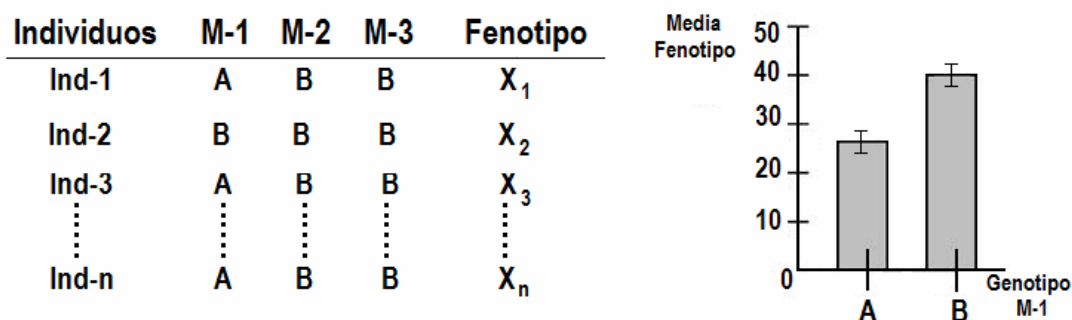 Individuos M-1 M-2 M-3 Fenotipo
Ind-1 A B B X1
Ind-2 B B B X2
Ind-3 A B B X3
Ind-n A B B Xn
Media
Fenotipo
50
40
30
20
10
0
A B
Genotipo
M-1